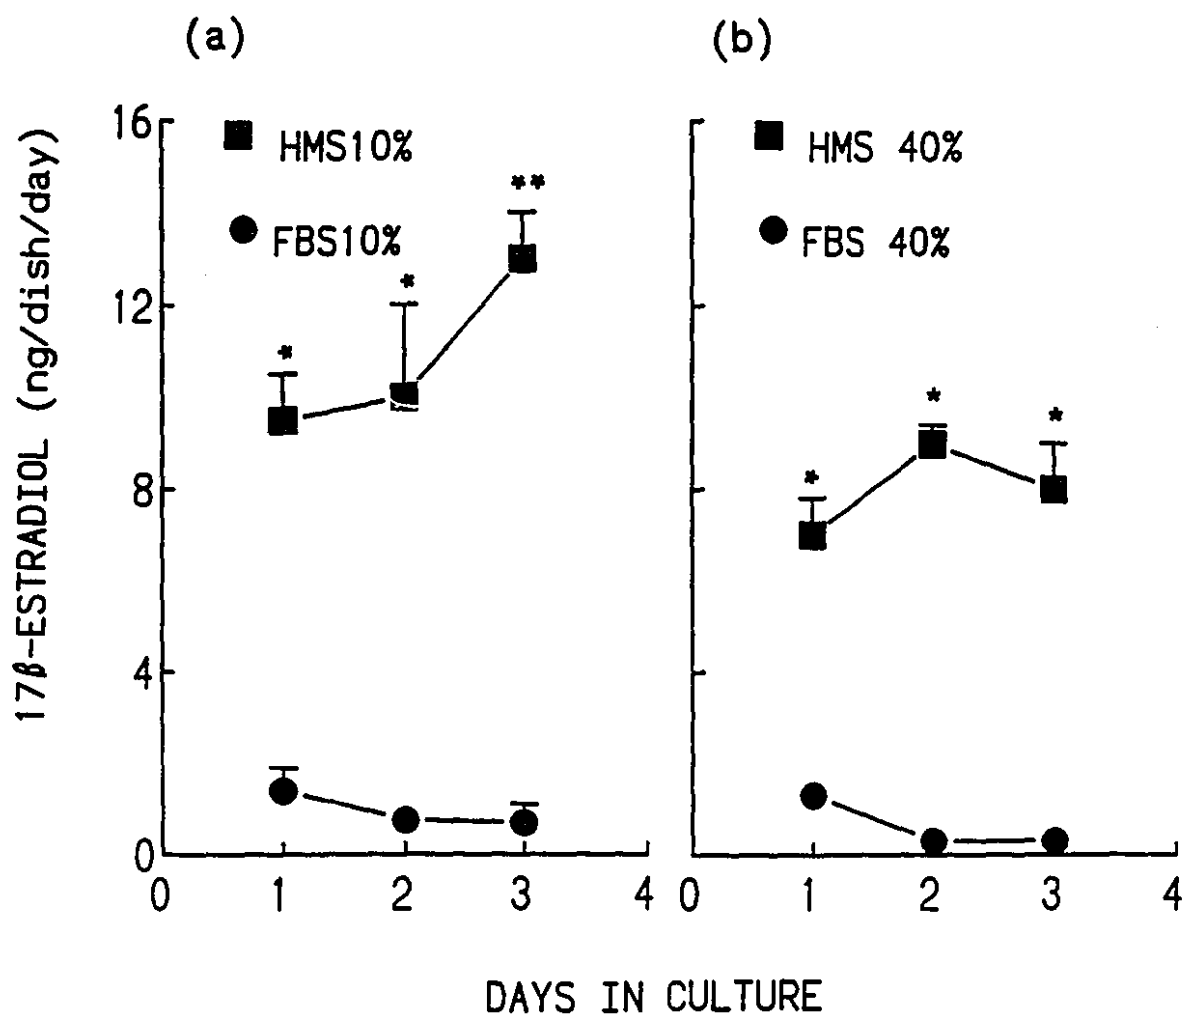 (a)
(b)
17β-ESTRADIOL (ng/dish/day)
16
12
8
4
0
HMS10%
FBS10%
*
*
**
0 1 2 3 4
HMS 40%
FBS 40%
*
*
*
0 1 2 3 4
DAYS IN CULTURE